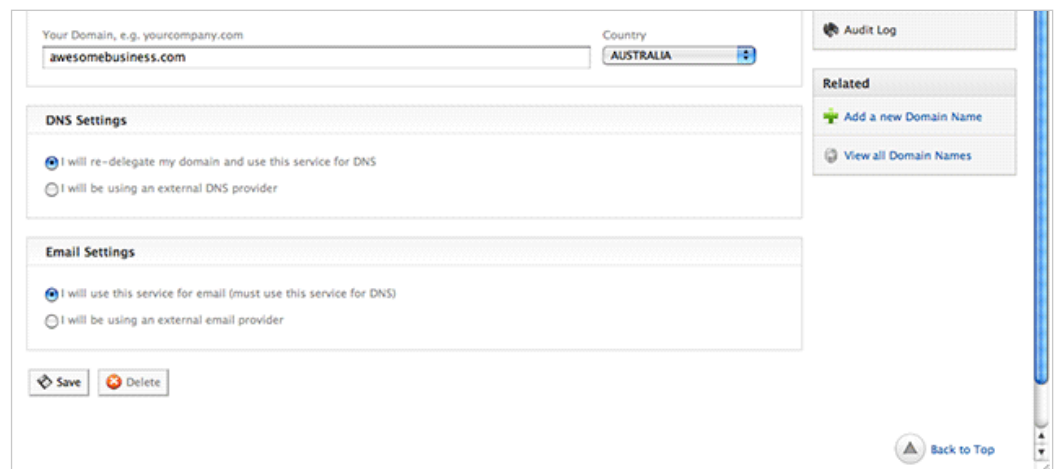 Your Domain, e.g. yourcompany.com
Country
awesomebusiness.com
AUSTRALIA
DNS Settings
I will re-delegate my domain and use this service for DNS
I will be using an external DNS provider
Email Settings
I will use this service for email (must use this service for DNS)
I will be using an external email provider
Save
Delete
Audit Log
Related
Add a new Domain Name
View all Domain Names
Back to Top